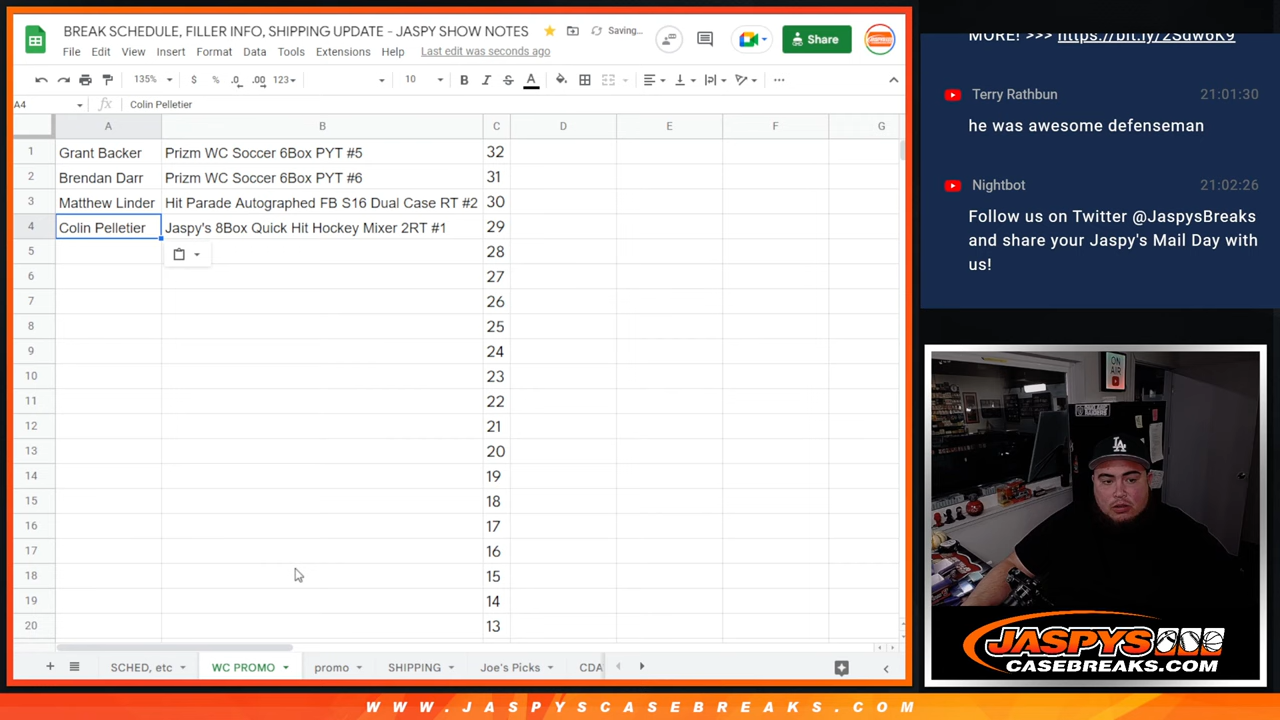 BREAK SCHEDULE, FILLER INFO, SHIPPING UPDATE - JASPY SHOW NOTES
Saving...
Share
File Edit View Insert Format Data Tools Extensions Help Last edit was seconds ago
135% $ % .0 .00 123 10 B I S A
A4 fx Colin Pelletier
A B C D E F G
1 Grant Backer Prizm WC Soccer 6Box PYT #5 32
2 Brendan Darr Prizm WC Soccer 6Box PYT #6 31
3 Matthew Linder Hit Parade Autographed FB S16 Dual Case RT #2 30
4 Colin Pelletier Jaspy's 8Box Quick Hit Hockey Mixer 2RT #1 29
5 28
6 27
7 26
8 25
9 24
10 23
11 22
12 21
13 20
14 19
15 18
16 17
17 16
18 15
19 14
20 13
SCHED, etc WC PROMO promo SHIPPING Joe's Picks CDA
MORE! >>> https://bit.ly/2Sdw6K9
Terry Rathbun 21:01:30
he was awesome defenseman
Nightbot 21:02:26
Follow us on Twitter @JaspysBreaks
and share your Jaspy's Mail Day with
us!
ON
AIR
LA
JASPYS
CASEBREAKS.COM
WWW.JASPYSCASEBREAKS.COM